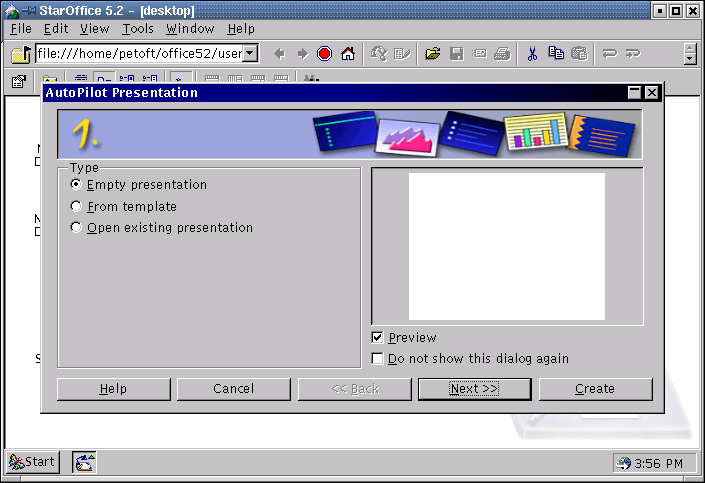 StarOffice 5.2 - [desktop]
File Edit View Tools Window Help
file:///home/petoft/office52/user
AutoPilot Presentation
1.
Type
Empty presentation
From template
Open existing presentation
Preview
Do not show this dialog again
Help Cancel << Back Next >> Create
Start 3:56 PM